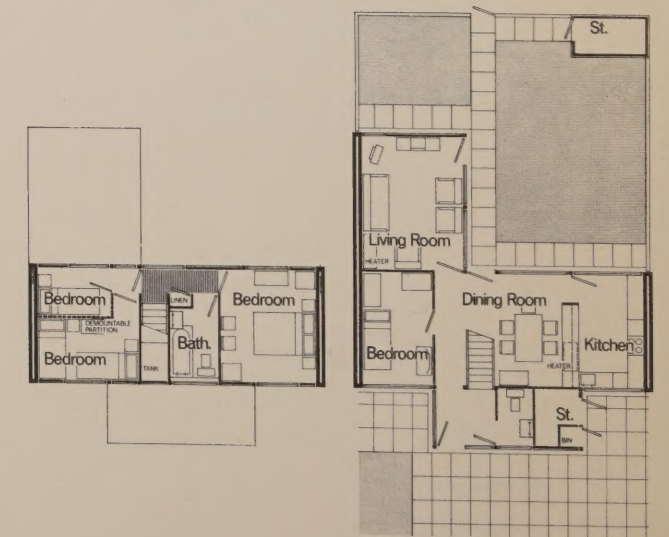 Bedroom
DEMOUNTABLE
PARTITION
Bedroom
LINEN
TANK
Bath.
Bedroom
St.
Living Room
HEATER
Dining Room
Bedroom
Kitchen
HEATER
St.
BIN